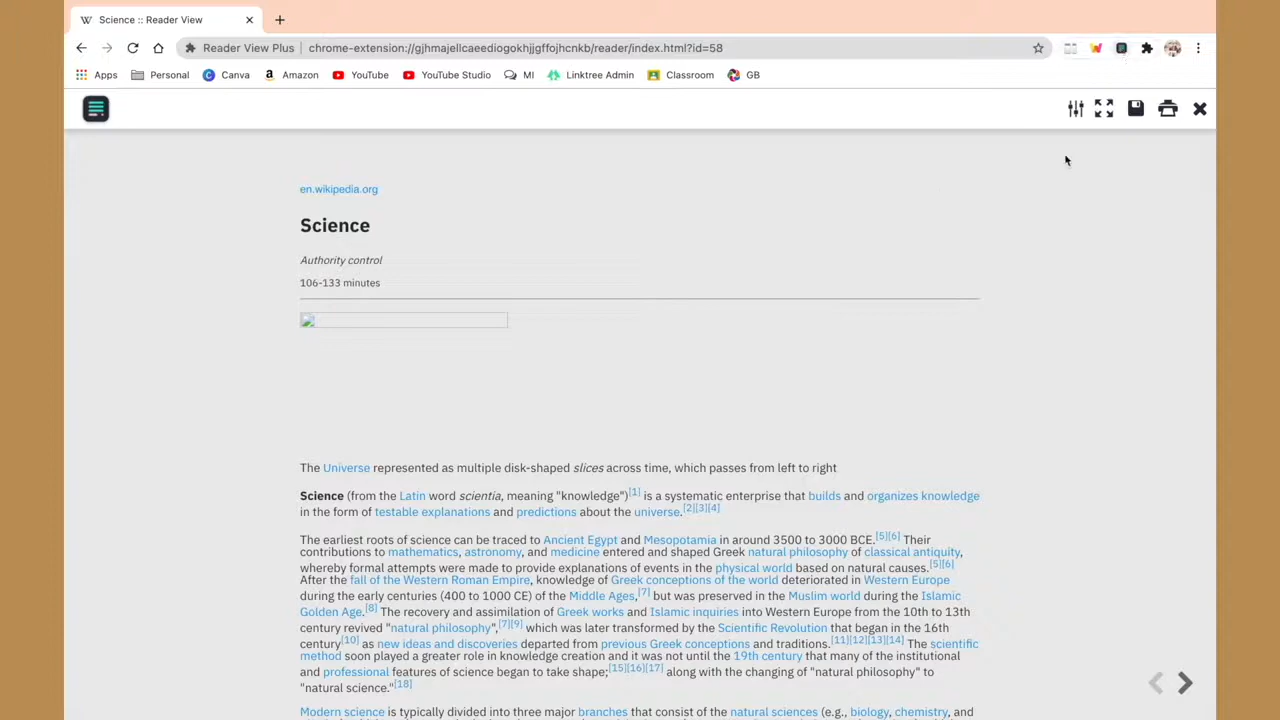 Science :: Reader View
Reader View Plus | chrome-extension://gjhmajellcaeediogokhjjgffojhcnkb/reader/index.html?id=58
Apps Personal Canva Amazon YouTube YouTube Studio MI Linktree Admin Classroom GB
en.wikipedia.org
Science
Authority control
106-133 minutes
The Universe represented as multiple disk-shaped slices across time, which passes from left to right
Science (from the Latin word scientia, meaning "knowledge")[1] is a systematic enterprise that builds and organizes knowledge
in the form of testable explanations and predictions about the universe.[2][3][4]
The earliest roots of science can be traced to Ancient Egypt and Mesopotamia in around 3500 to 3000 BCE.[5][6] Their
contributions to mathematics, astronomy, and medicine entered and shaped Greek natural philosophy of classical antiquity,
whereby formal attempts were made to provide explanations of events in the physical world based on natural causes.[5][6]
After the fall of the Western Roman Empire, knowledge of Greek conceptions of the world deteriorated in Western Europe
during the early centuries (400 to 1000 CE) of the Middle Ages,[7] but was preserved in the Muslim world during the Islamic
Golden Age.[8] The recovery and assimilation of Greek works and Islamic inquiries into Western Europe from the 10th to 13th
century revived "natural philosophy",[7][9] which was later transformed by the Scientific Revolution that began in the 16th
century[10] as new ideas and discoveries departed from previous Greek conceptions and traditions.[11][12][13][14] The scientific
method soon played a greater role in knowledge creation and it was not until the 19th century that many of the institutional
and professional features of science began to take shape;[15][16][17] along with the changing of "natural philosophy" to
"natural science."[18]
Modern science is typically divided into three major branches that consist of the natural sciences (e.g., biology, chemistry, and